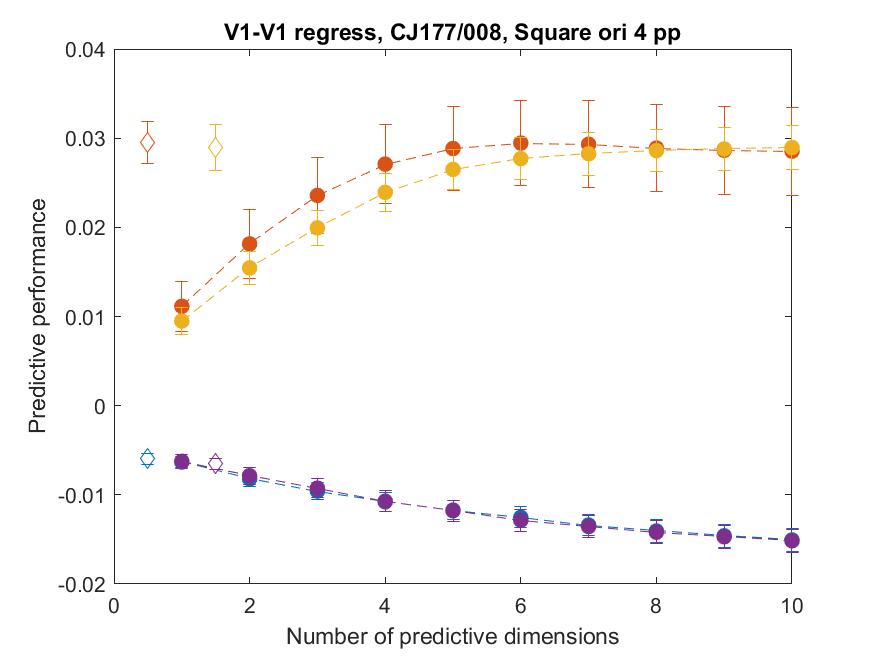 V1-V1 regress, CJ177/008, Square ori 4 pp
0.04
0.03
0.02
0.01
0
-0.01
-0.02
Predictive performance
0 2 4 6 8 10
Number of predictive dimensions